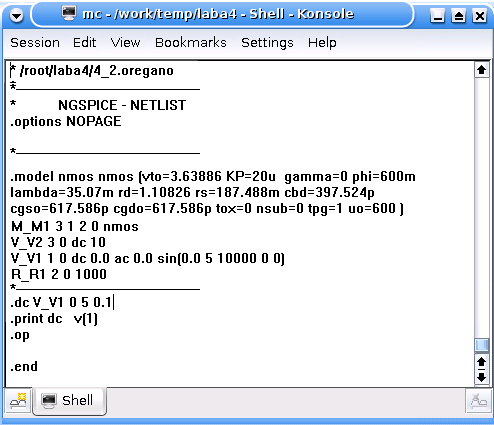 mc - /work/temp/laba4 - Shell - Konsole
Session Edit View Bookmarks Settings Help
* /root/laba4/4_2.oregano
*
* NGSPICE - NETLIST
.options NOPAGE
*
.model nmos nmos (vto=3.63886 KP=20u gamma=0 phi=600m
lambda=35.07m rd=1.10826 rs=187.488m cbd=397.524p
cgso=617.586p cgdo=617.586p tox=0 nsub=0 tpg=1 uo=600 )
M_M1 3 1 2 0 nmos
V_V2 3 0 dc 10
V_V1 1 0 dc 0.0 ac 0.0 sin(0.0 5 10000 0 0)
R_R1 2 0 1000
*
.dc V_V1 0 5 0.1
.print dc v(1)
.op
.end
Shell